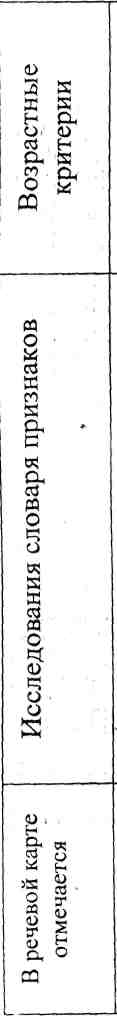 В речевой карте
отмечается
Исследования словаря признаков
Возрастные
критерии